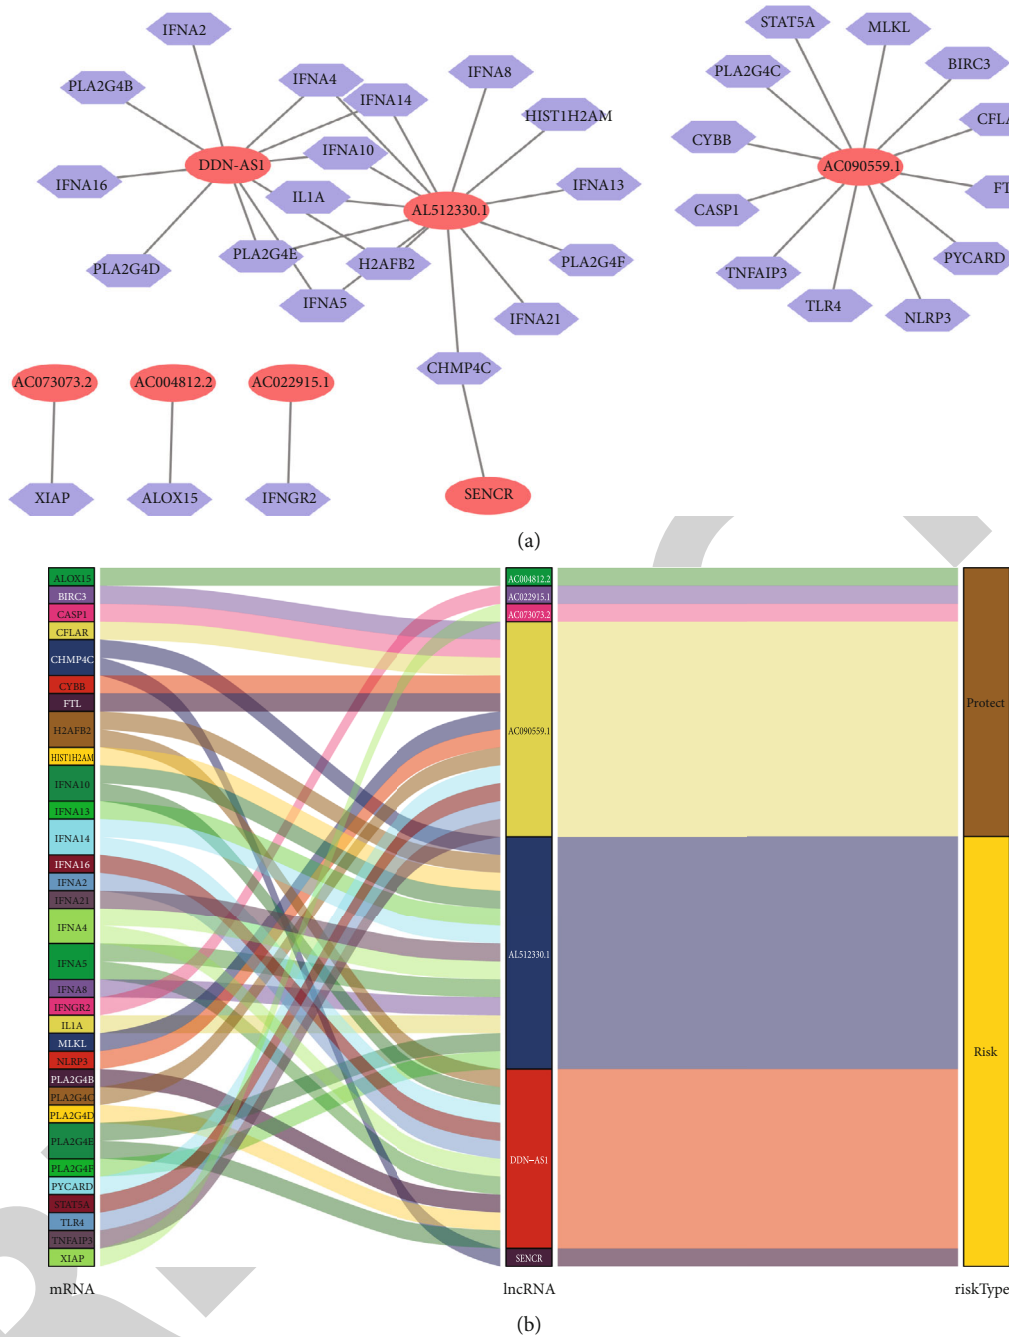 IFNA2
STAT5A
MLKL
PLA2G4B
IFNA4
IFNA8
PLA2G4C
BIRC3
IFNA14
HIST1H2AM
CFLA
CYBB
DDN-AS1
IFNA10
AC090559.1
IFNA16
IL1A
IFNA13
FT
AL512330.1
CASP1
PLA2G4D
PLA2G4E
H2AFB2
PLA2G4F
TNFAIP3
PYCARD
IFNA5
IFNA21
TLR4
NLRP3
CHMP4C
AC073073.2
AC004812.2
AC022915.1
XIAP
ALOX15
IFNGR2
SENCR
(a)
ALOX15
BIRC3
CASP1
CFLAR
CHMP4C
CYBB
FTL
H2AFB2
HIST1H2AM
IFNA10
IFNA13
IFNA14
IFNA16
IFNA2
IFNA21
IFNA4
IFNA5
IFNA8
IFNGR2
IL1A
MLKL
NLRP3
PLA2G4B
PLA2G4C
PLA2G4D
PLA2G4E
PLA2G4F
PYCARD
STAT5A
TLR4
TNFAIP3
XIAP
mRNA
AC004812.2
AC022915.1
AC073073.2
AC090559.1
AL512330.1
DDN-AS1
SENCR
lncRNA
Protect
Risk
riskType
(b)